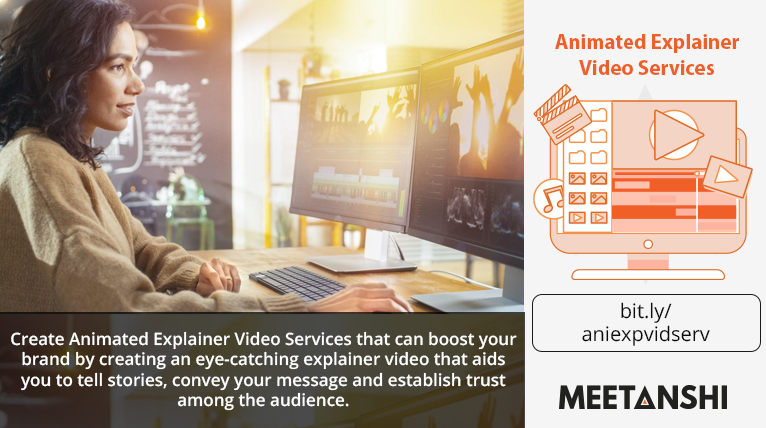 Animated Explainer
Video Services
bit.ly/
aniexpvidserv
Create Animated Explainer Video Services that can boost your
brand by creating an eye-catching explainer video that aids
you to tell stories, convey your message and establish trust
among the audience.
MEETANSHI